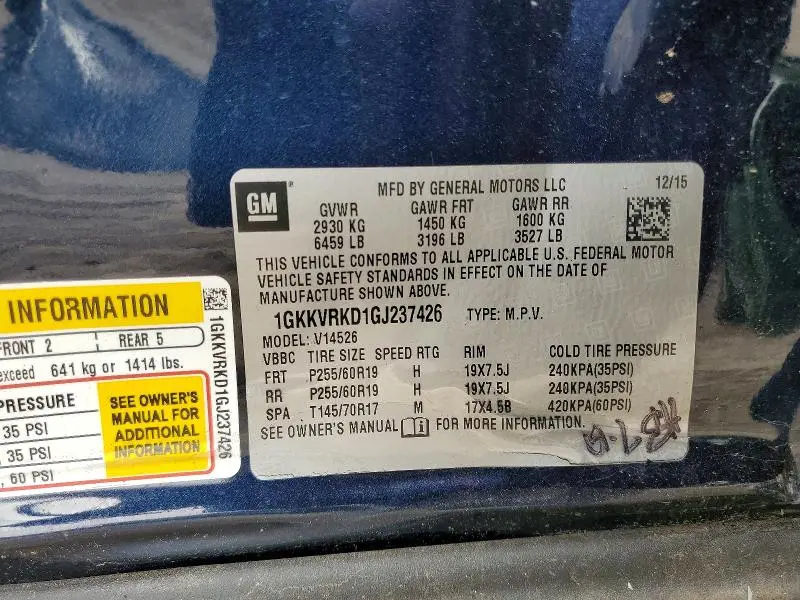 GM
MFD BY GENERAL MOTORS LLC 12/15
GVWR GAWR FRT GAWR RR
2930 KG 1450 KG 1600 KG
6459 LB 3196 LB 3527 LB
THIS VEHICLE CONFORMS TO ALL APPLICABLE U.S. FEDERAL MOTOR
VEHICLE SAFETY STANDARDS IN EFFECT ON THE DATE OF
MANUFACTURE SHOWN ABOVE.
1GKKVRKD1GJ237426 TYPE: M.P.V.
MODEL: V14526
VBBC TIRE SIZE SPEED RTG RIM COLD TIRE PRESSURE
FRT P255/60R19 H 19X7.5J 240KPA(35PSI)
RR P255/60R19 H 19X7.5J 240KPA(35PSI)
SPA T145/70R17 M 17X4.5B 420KPA(60PSI)
SEE OWNER'S MANUAL FOR MORE INFORMATION.
INFORMATION
FRONT 2 REAR 5
exceed 641 kg or 1414 lbs.
PRESSURE
35 PSI
, 35 PSI
, 60 PSI
SEE OWNER'S
MANUAL FOR
ADDITIONAL
INFORMATION
1GKKVRKD1GJ237426